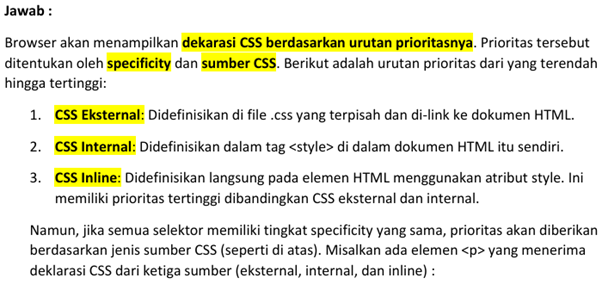 Jawab :
Browser akan menampilkan dekarasi CSS berdasarkan urutan prioritasnya. Prioritas tersebut
ditentukan oleh specificity dan sumber CSS. Berikut adalah urutan prioritas dari yang terendah
hingga tertinggi:
1. CSS Eksternal: Didefinisikan di file .css yang terpisah dan di-link ke dokumen HTML.
2. CSS Internal: Didefinisikan dalam tag <style> di dalam dokumen HTML itu sendiri.
3. CSS Inline: Didefinisikan langsung pada elemen HTML menggunakan atribut style. Ini
memiliki prioritas tertinggi dibandingkan CSS eksternal dan internal.
Namun, jika semua selektor memiliki tingkat specificity yang sama, prioritas akan diberikan
berdasarkan jenis sumber CSS (seperti di atas). Misalkan ada elemen <p> yang menerima
deklarasi CSS dari ketiga sumber (eksternal, internal, dan inline) :